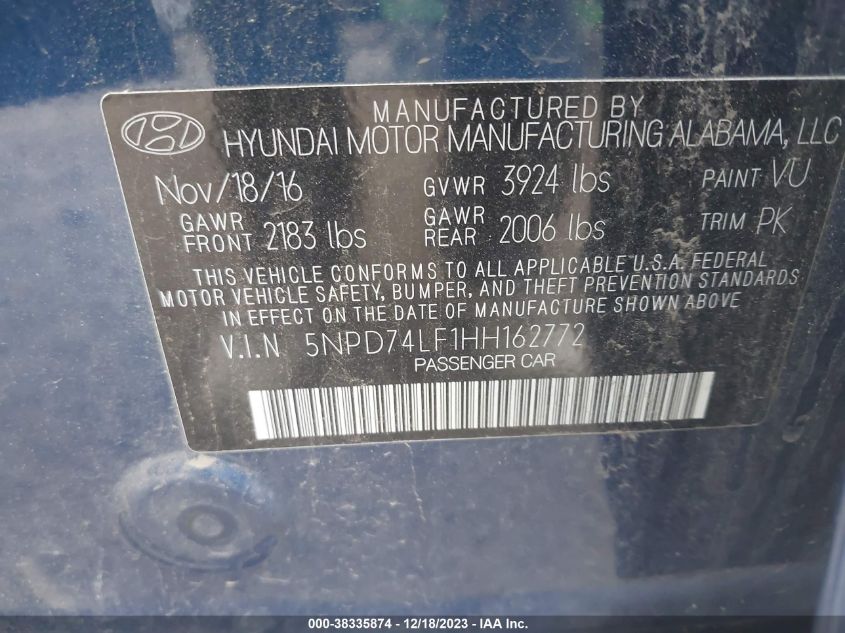 MANUFACTURED BY
HYUNDAI MOTOR MANUFACTURING ALABAMA, LLC
Nov/18/16 GVWR 3924 lbs PAINT VU
GAWR FRONT 2183 lbs GAWR REAR 2006 lbs TRIM PK
THIS VEHICLE CONFORMS TO ALL APPLICABLE U.S.A. FEDERAL
MOTOR VEHICLE SAFETY, BUMPER, AND THEFT PREVENTION STANDARDS
IN EFFECT ON THE DATE OF MANUFACTURE SHOWN ABOVE
V.I.N 5NPD74LF1HH162772
PASSENGER CAR
000-38335874 - 12/18/2023 - IAA Inc.